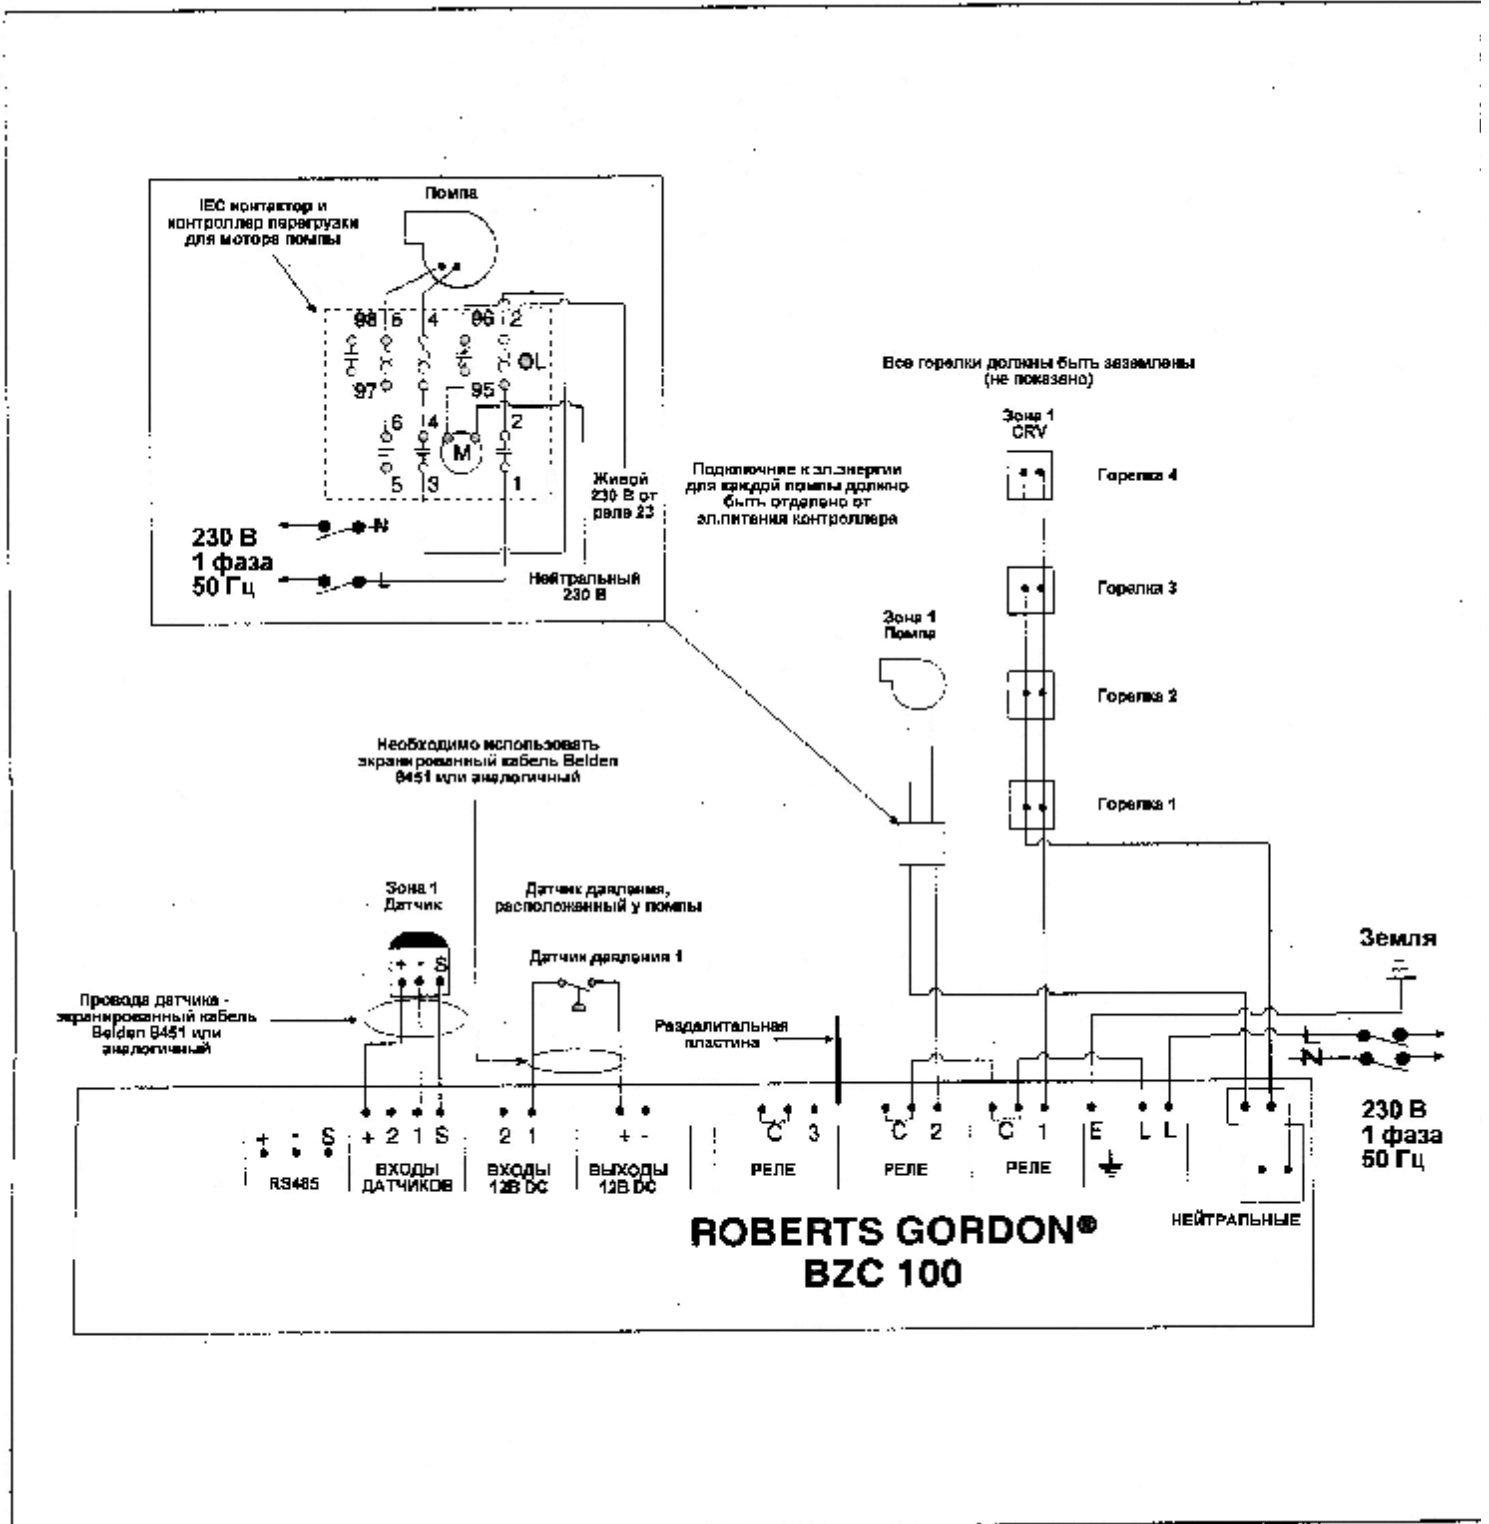 Помпа
IEC контактор и
контроллер перегрузки
для мотора помпы
98 6 4 96 2
OL
97 95
6 4 2
M
5 3 1
Живой
230 В от
реле 23
230 В
1 фаза
50 Гц
N
L
Нейтральный
230 В
Все горелки должны быть заземлены
(не показано)
Зона 1
CRV
Горелка 4
Подключние к эл.энергии
для каждой помпы должно
быть отделено от
эл.питания контроллера
Горелка 3
Зона 1
Помпа
Горелка 2
Горелка 1
Необходимо использовать
экранированный кабель Belden
8451 или аналогичный
Зона 1
Датчик
+ - S
Датчик давления,
расположенный у помпы
Датчик давления 1
Провода датчика -
экранированный кабель
Belden 8451 или
аналогичный
Разделительная
пластина
Земля
L
N
230 В
1 фаза
50 Гц
+ - S + 2 1 S 2 1 + - C 3 C 2 C 1 E L L
RS485
ВХОДЫ
ДАТЧИКОВ
ВХОДЫ
12В DC
ВЫХОДЫ
12В DC
РЕЛЕ
РЕЛЕ
РЕЛЕ
НЕЙТРАЛЬНЫЕ
ROBERTS GORDON®
BZC 100